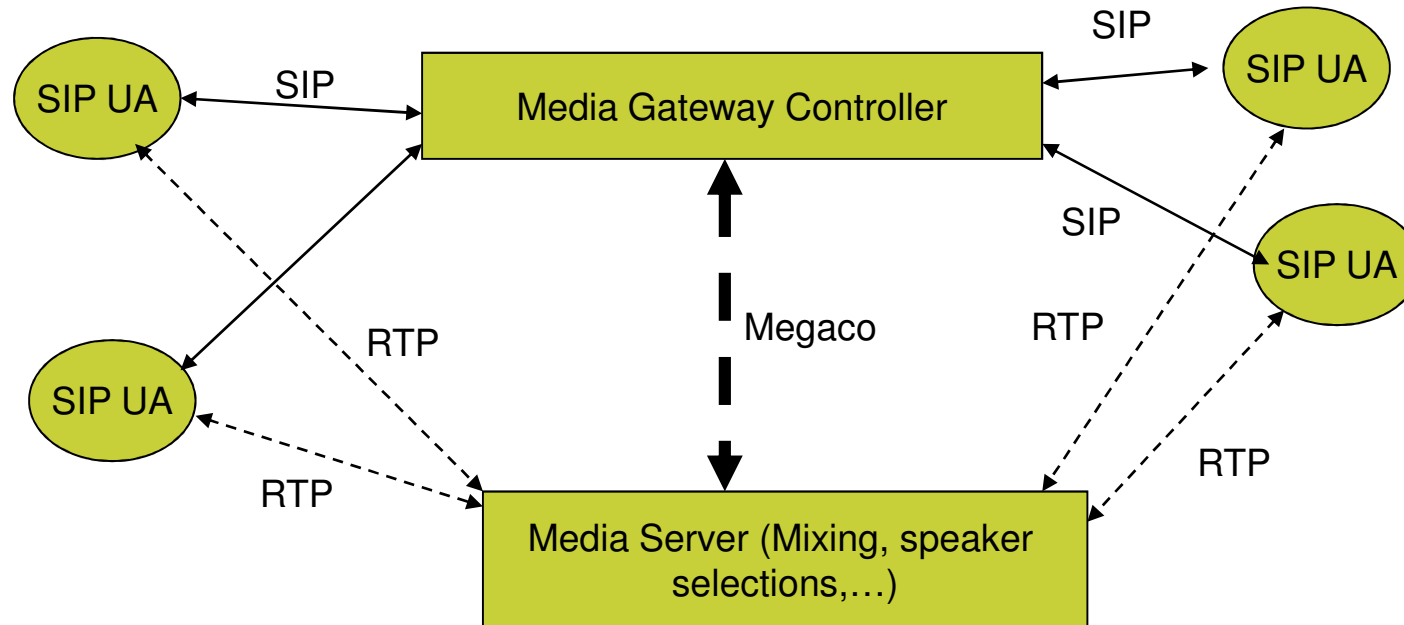 SIP
SIP UA
SIP UA
SIP
Media Gateway Controller
SIP
SIP UA
Megaco
RTP
RTP
SIP UA
RTP
RTP
Media Server (Mixing, speaker
selections,…)